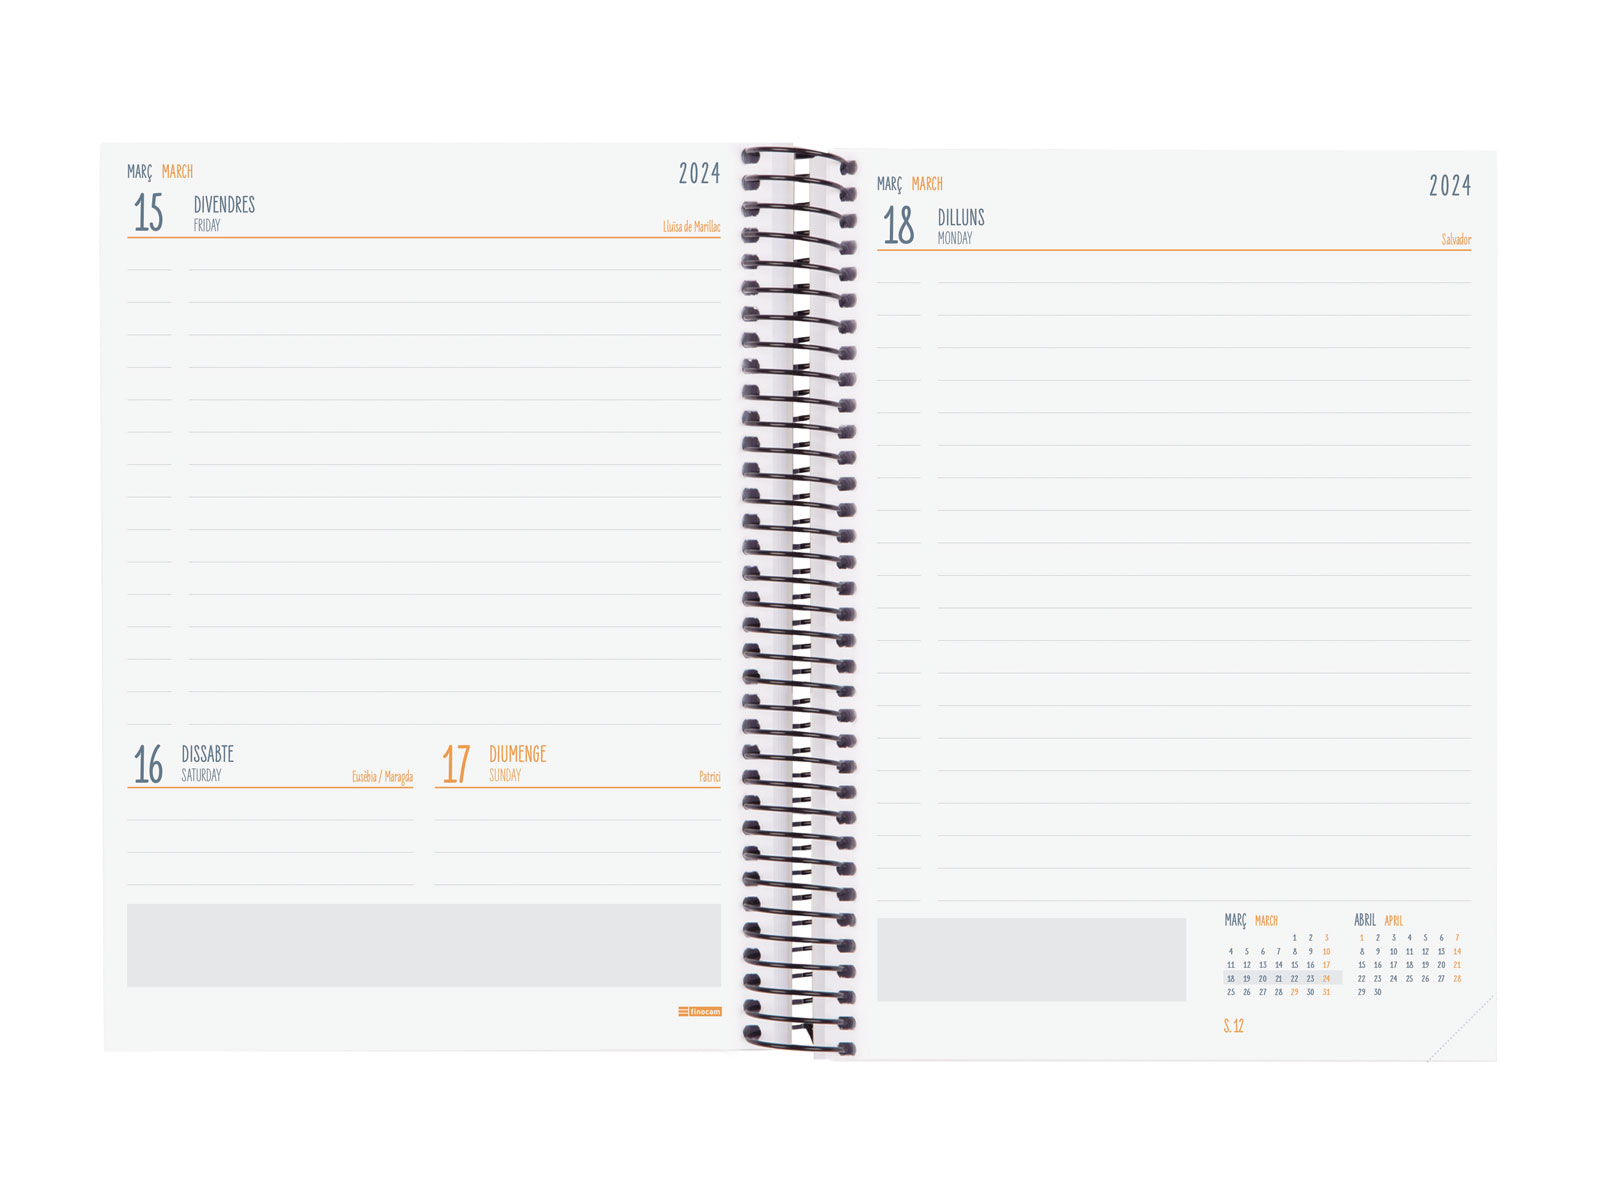 MARÇ MARCH 2024
15 DIVENDRES
FRIDAY Lluïsa de Marillac
16 DISSABTE
SATURDAY Eusèbia / Maragda
17 DIUMENGE
SUNDAY Patrici
finocam
MARÇ MARCH 2024
18 DILLUNS
MONDAY Salvador
MARÇ MARCH
1 2 3
4 5 6 7 8 9 10
11 12 13 14 15 16 17
18 19 20 21 22 23 24
25 26 27 28 29 30 31
ABRIL APRIL
1 2 3 4 5 6 7
8 9 10 11 12 13 14
15 16 17 18 19 20 21
22 23 24 25 26 27 28
29 30
S. 12